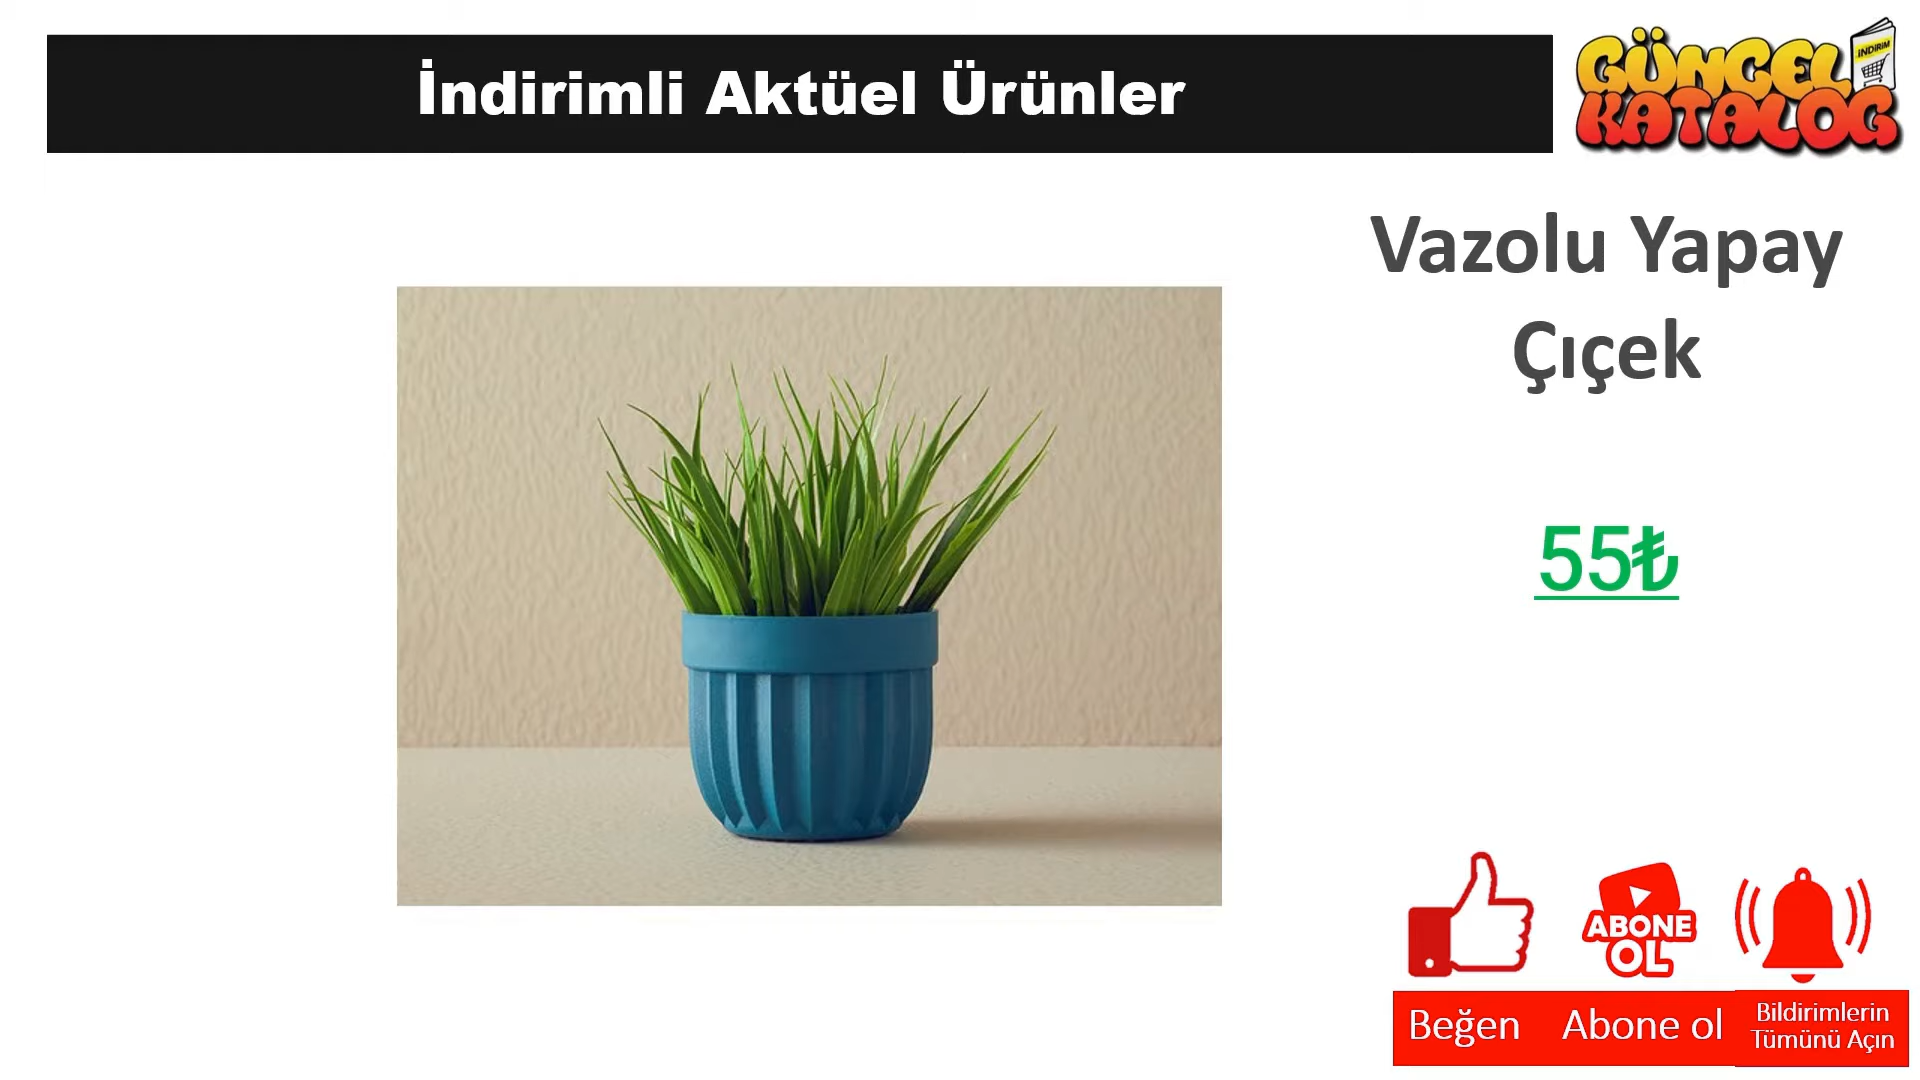 İndirimli Aktüel Ürünler
GÜNCEL
KATALOG
İNDİRİM
Vazolu Yapay
Çıçek
55₺
ABONE
OL
Beğen
Abone ol
Bildirimlerin
Tümünü Açın